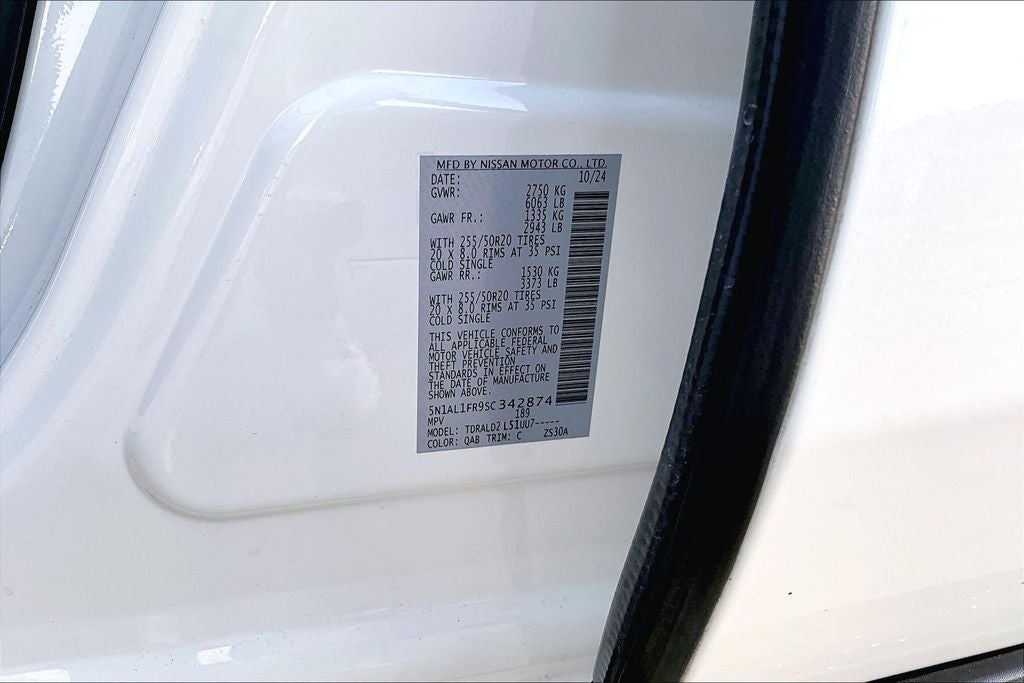 MFD BY NISSAN MOTOR CO., LTD.
DATE: 10/24
GVWR: 2750 KG
6063 LB
GAWR FR.: 1335 KG
2943 LB
WITH 255/50R20 TIRES
20 X 8.0 RIMS AT 35 PSI
COLD SINGLE
GAWR RR.: 1530 KG
3373 LB
WITH 255/50R20 TIRES
20 X 8.0 RIMS AT 35 PSI
COLD SINGLE
THIS VEHICLE CONFORMS TO
ALL APPLICABLE FEDERAL
MOTOR VEHICLE SAFETY AND
THEFT PREVENTION
STANDARDS IN EFFECT ON
THE DATE OF MANUFACTURE
SHOWN ABOVE.
5N1AL1FR9SC342874
MPV 189
MODEL: TDRALD2 L51UU7-----
COLOR: QAB TRIM: C ZS30A